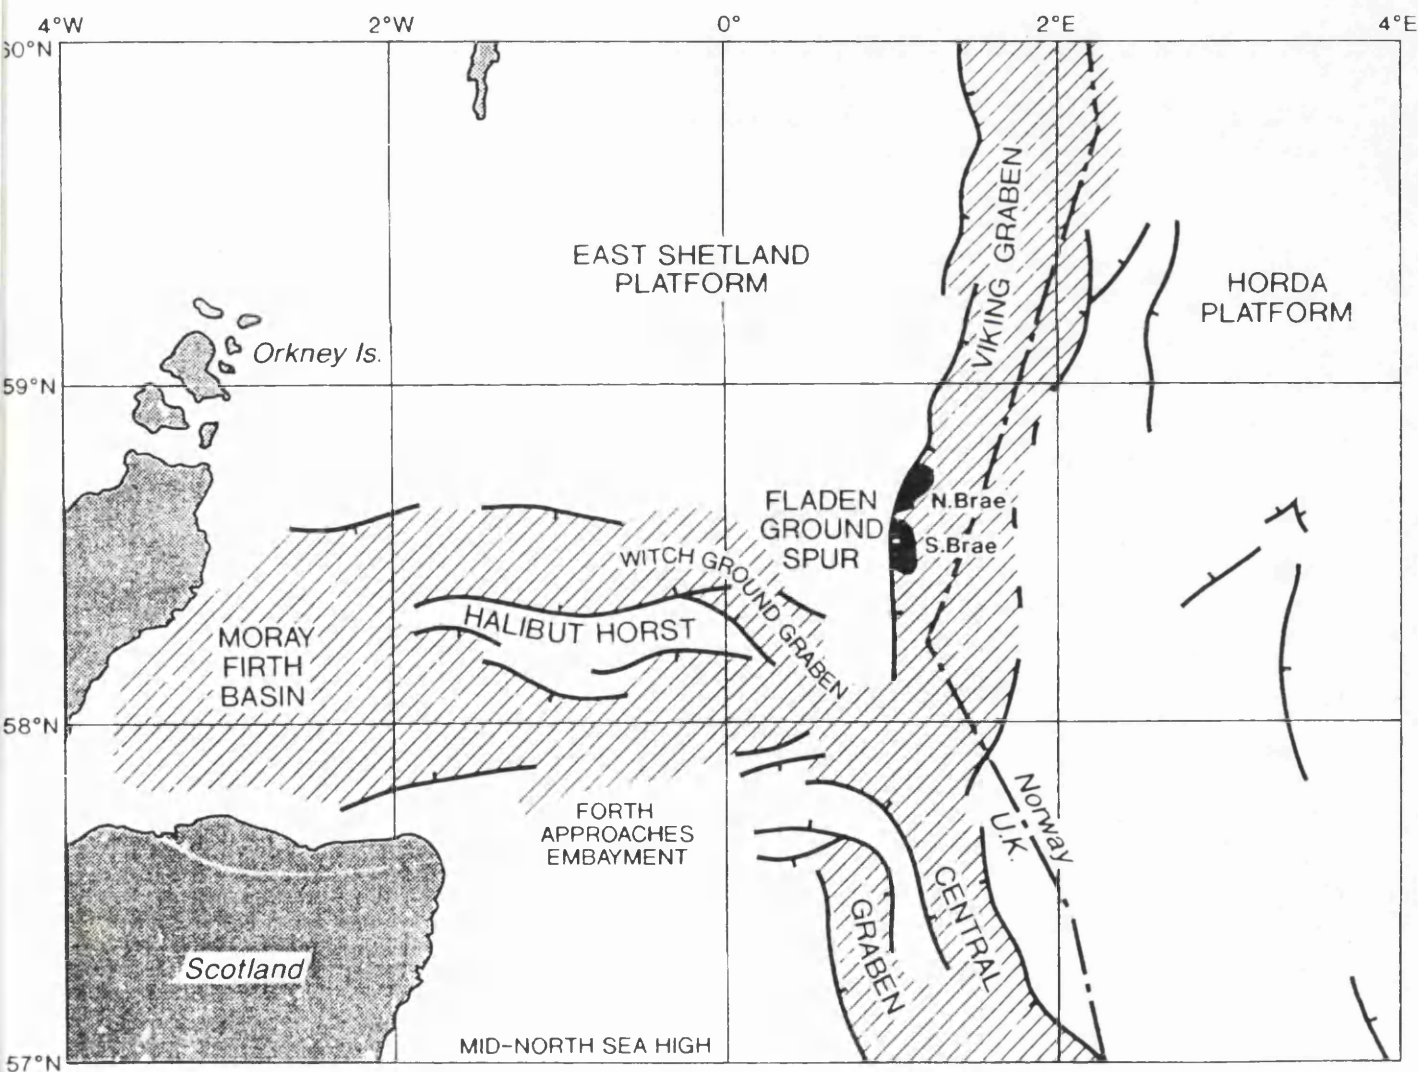 4°W 2°W 0° 2°E 4°E
60°N
EAST SHETLAND
PLATFORM
VIKING GRABEN
HORDA
PLATFORM
Orkney Is.
59°N
FLADEN
GROUND
SPUR
N.Brae
S.Brae
WITCH GROUND GRABEN
HALIBUT HORST
MORAY
FIRTH
BASIN
58°N
Norway
U.K.
FORTH
APPROACHES
EMBAYMENT
CENTRAL
GRABEN
Scotland
MID-NORTH SEA HIGH
57°N